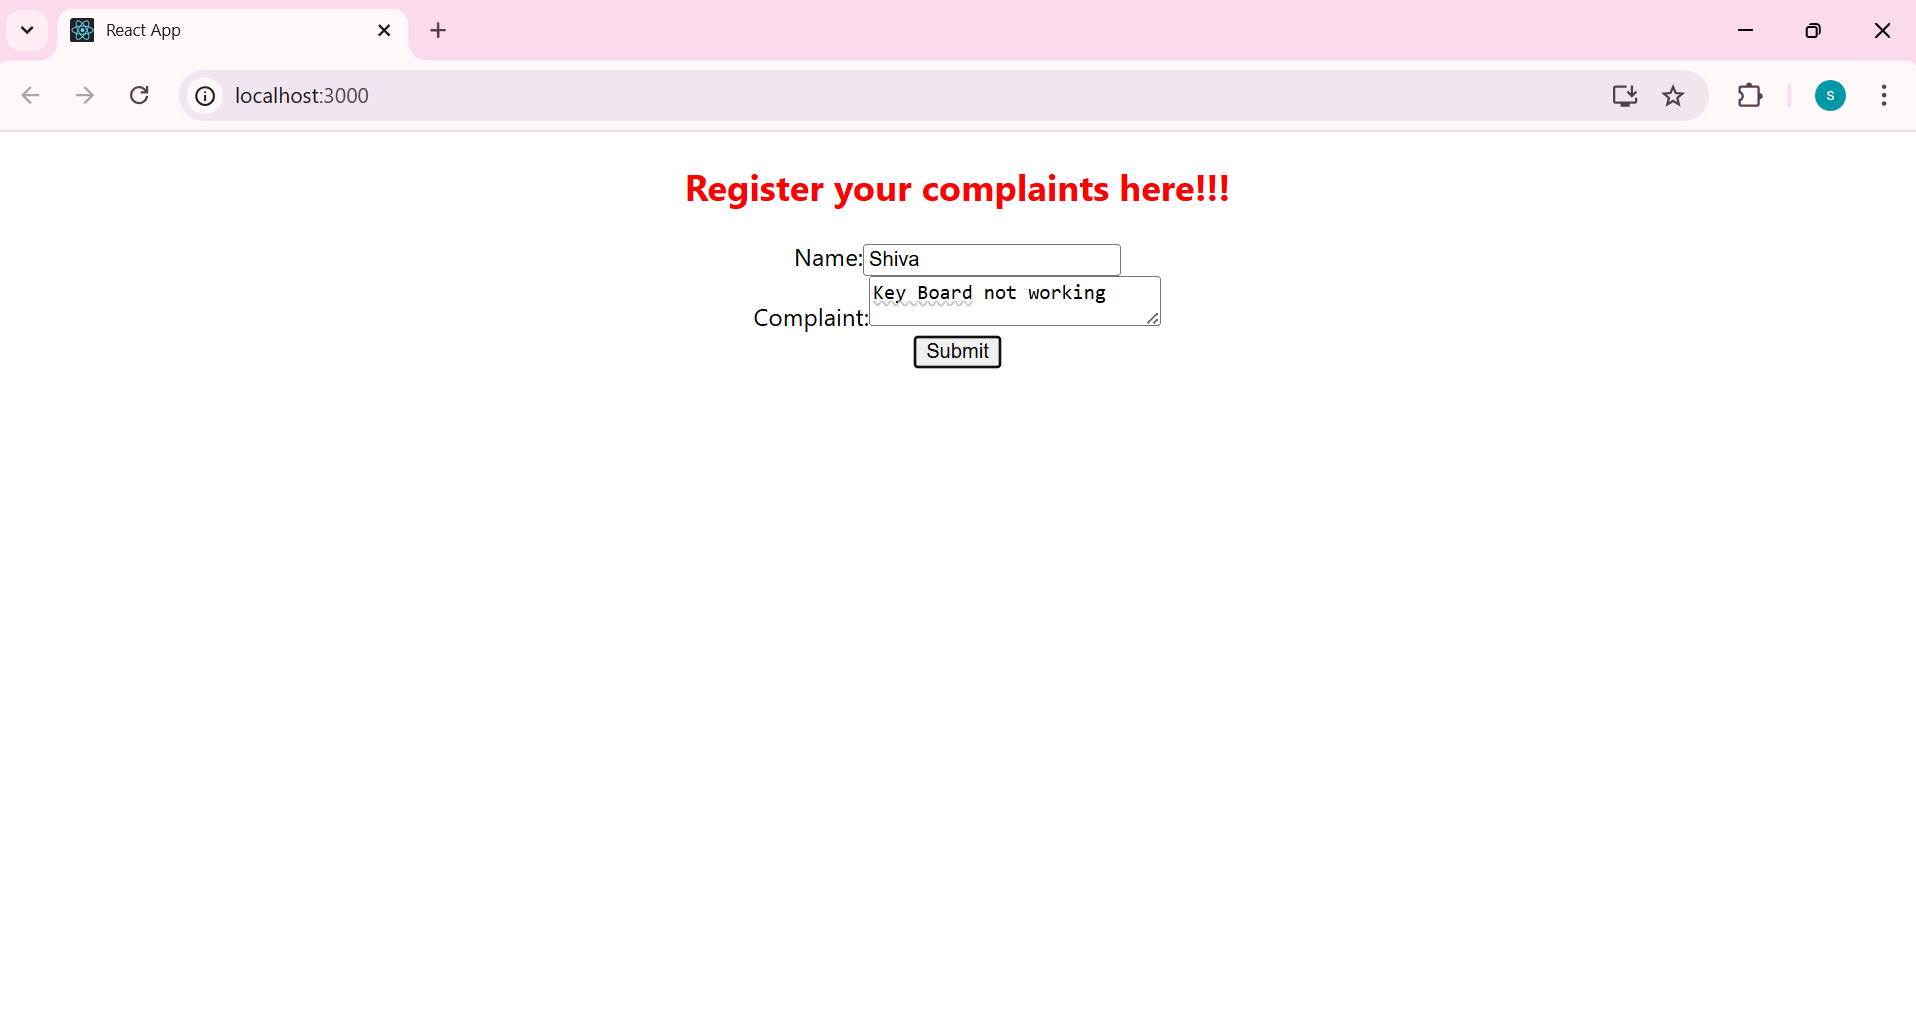 React App
localhost:3000
S
Register your complaints here!!!
Name: Shiva
Complaint: Key Board not working
Submit